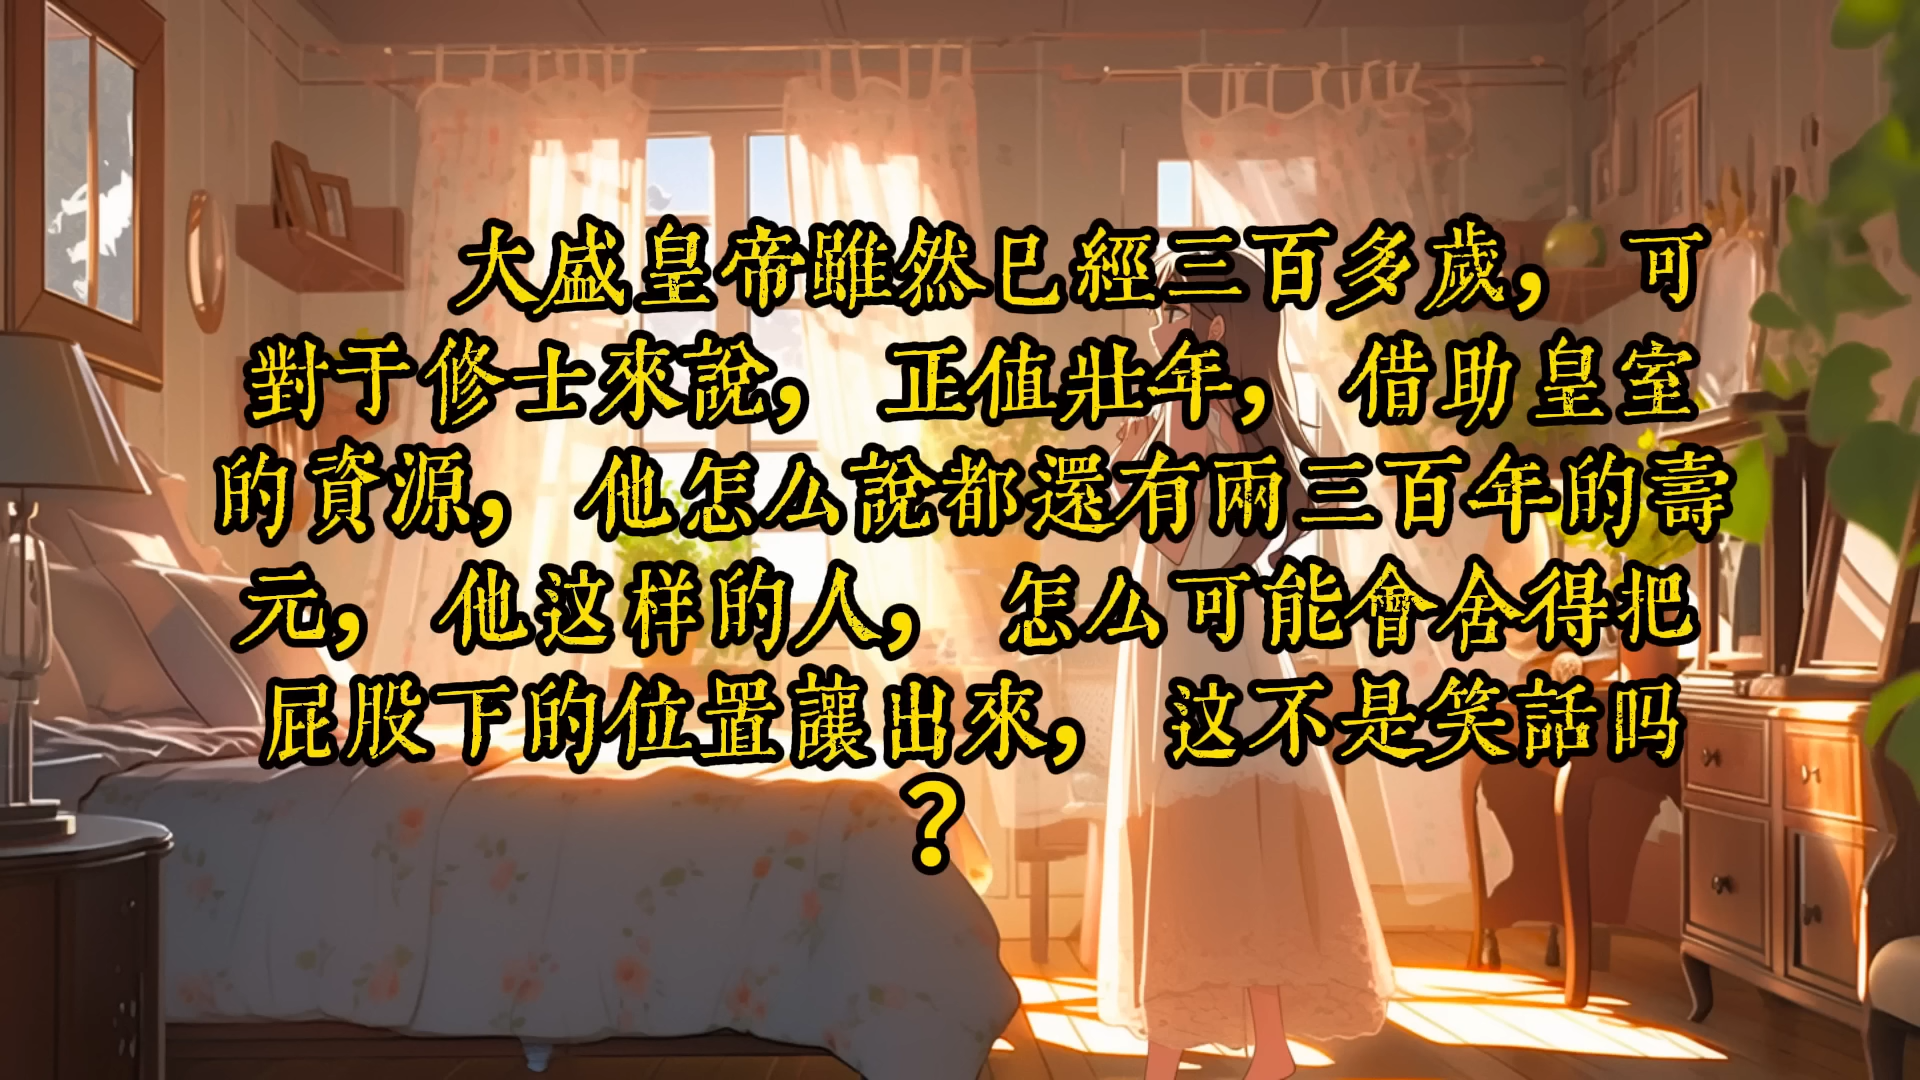 大盛皇帝雖然已經三百多歲，可
對于修士來說，正值壯年，借助皇室
的資源，他怎么說都還有兩三百年的壽
元，他这样的人，怎么可能會舍得把
屁股下的位置讓出來，这不是笑話吗
？